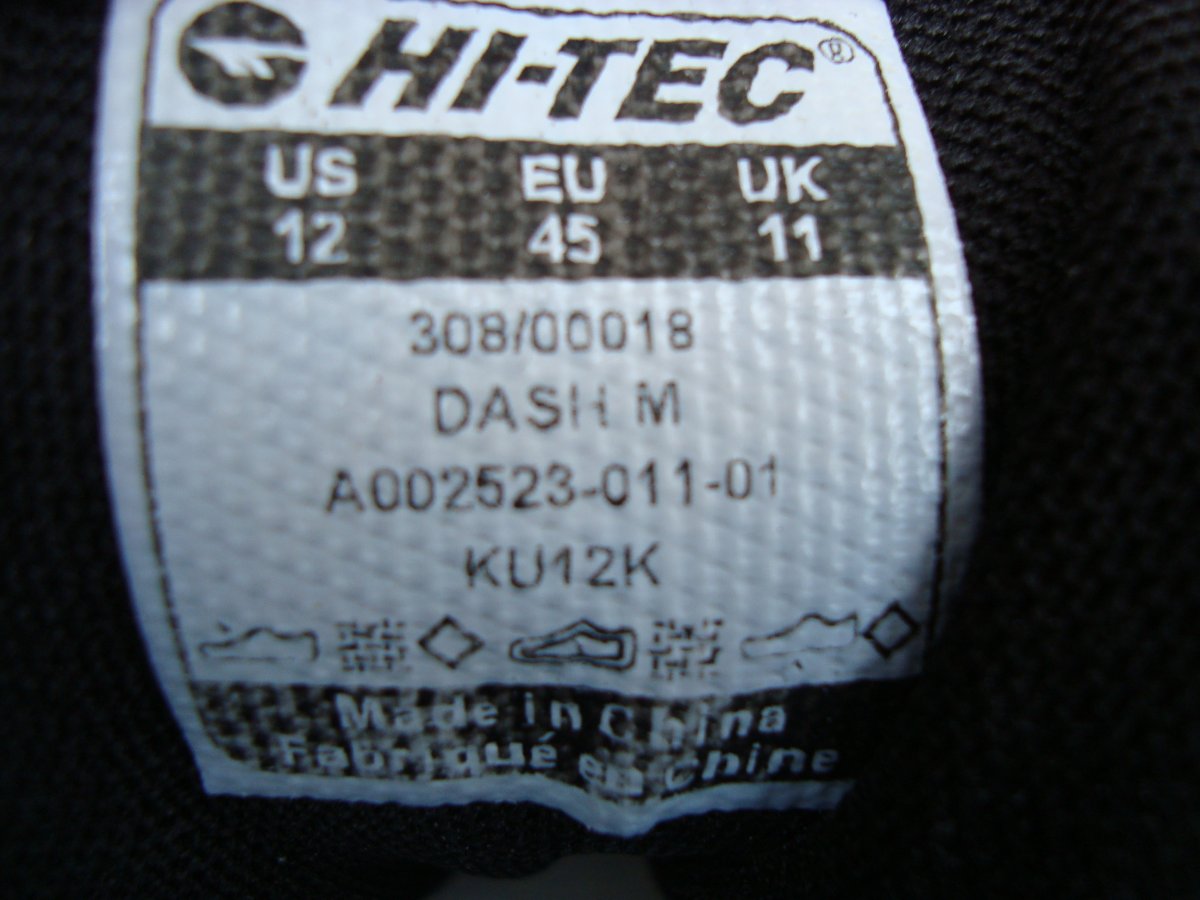 HI-TEC®
US EU UK
12 45 11
308/00018
DASH M
A002523-011-01
KU12K
Made in China
Fabriqué en Chine